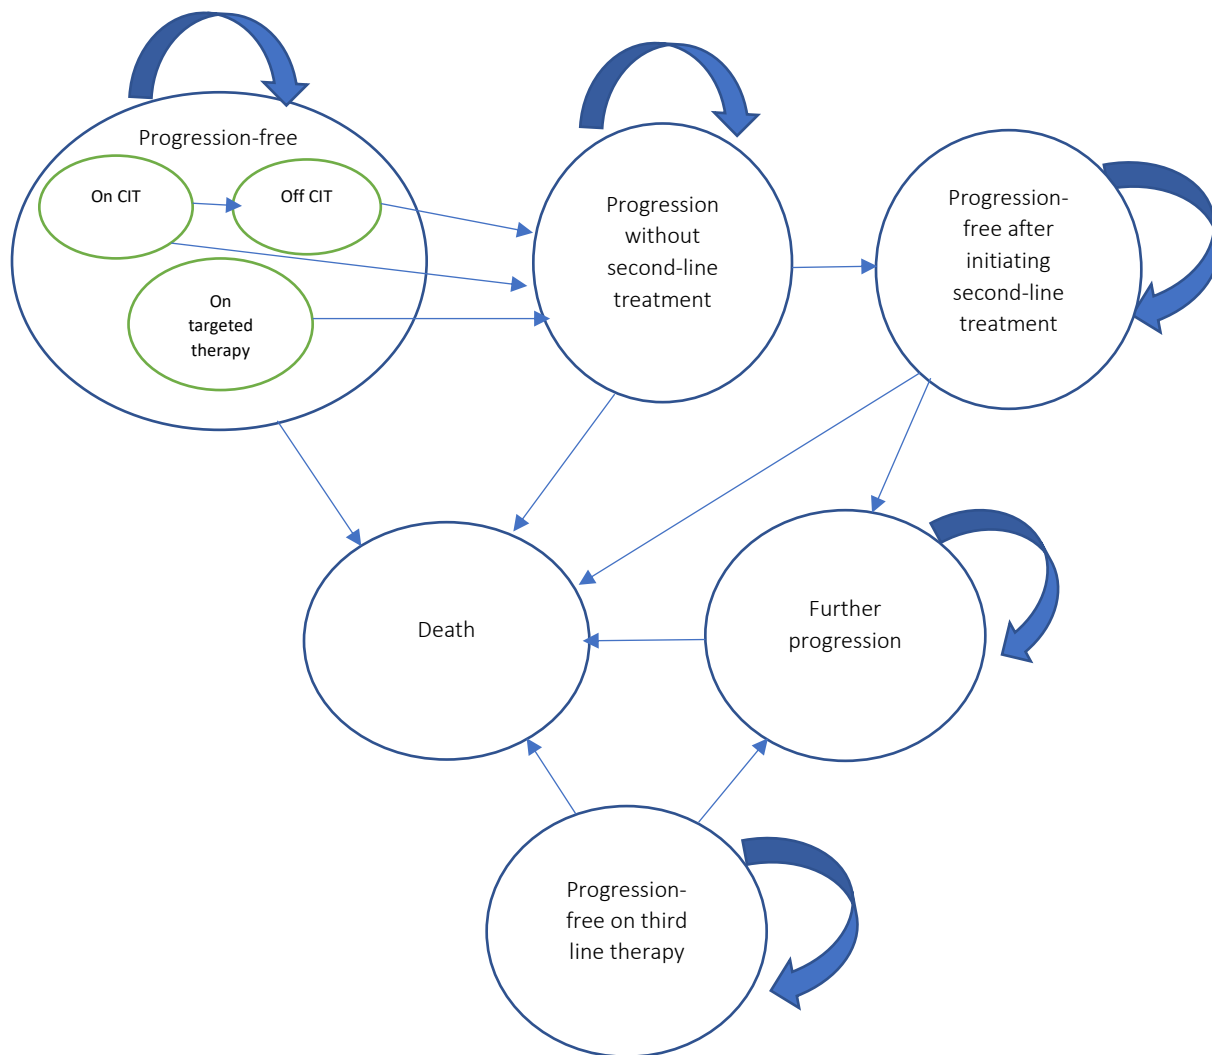 Progression-free
On CIT
Off CIT
On
targeted
therapy
Progression
without
second-line
treatment
Progression-
free after
initiating
second-line
treatment
Death
Further
progression
Progression-
free on third
line therapy